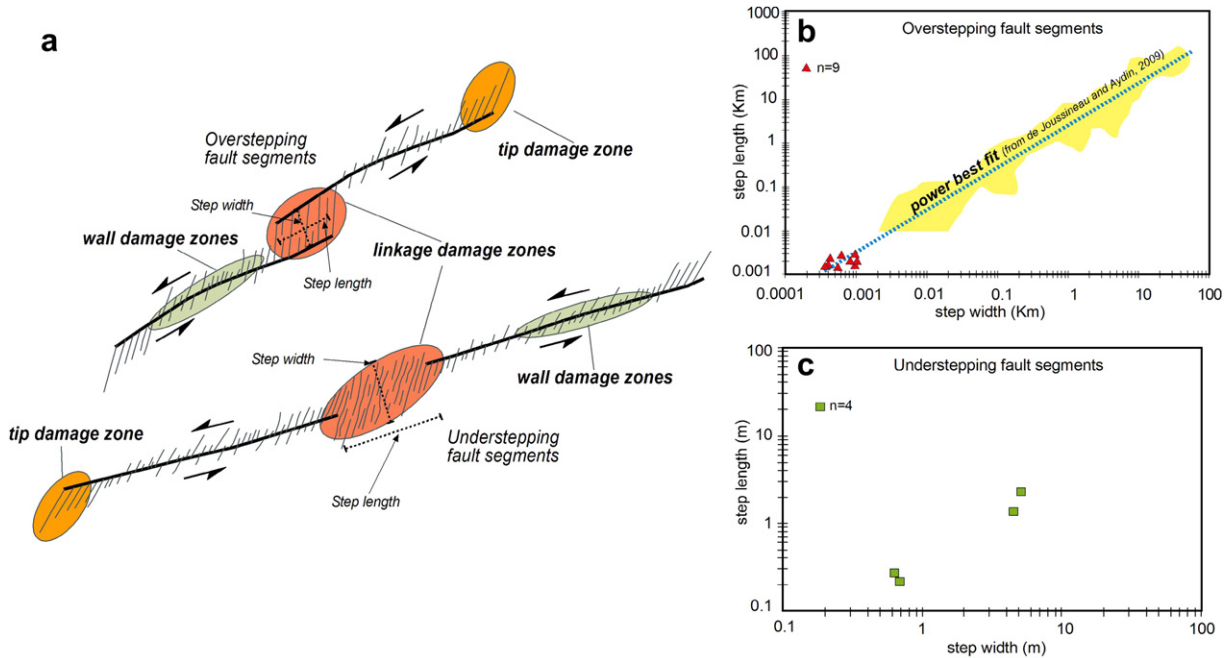 a
Overstepping
fault segments
tip damage zone
Step width
wall damage zones
linkage damage zones
Step length
Step width
wall damage zones
tip damage zone
Understepping
fault segments
Step length
b
Overstepping fault segments
n=9
power best fit (from de Joussineau and Aydin, 2009)
step length (Km)
1000
100
10
1
0.1
0.01
0.001
0.0001
0.001
0.01
0.1
1
10
100
step width (Km)
c
Understepping fault segments
n=4
step length (m)
100
10
1
0.1
0.1
1
10
100
step width (m)